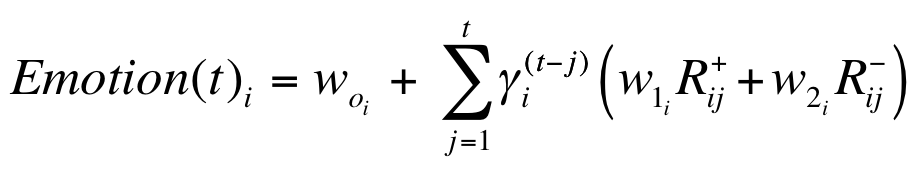 Emotion(t)_i = w_{o_i} + \sum_{j=1}^{t} \gamma_i^{(t-j)} \left( w_{1_i} R_{ij}^{+} + w_{2_i} R_{ij}^{-} \right)